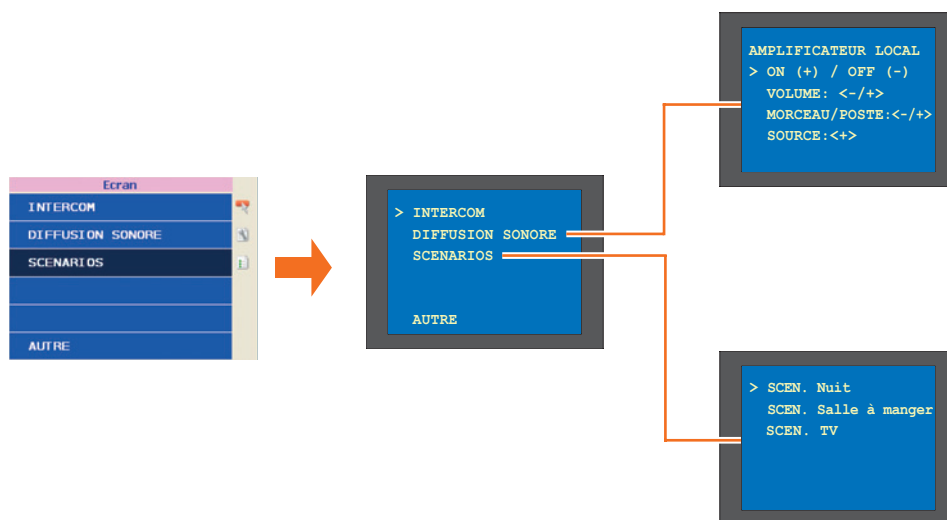 Ecran
INTERCOM
DIFFUSION SONORE
SCENARIOS
AUTRE
> INTERCOM
DIFFUSION SONORE
SCENARIOS
AUTRE
AMPLIFICATEUR LOCAL
> ON (+) / OFF (-)
VOLUME: <-/+>
MORCEAU/POSTE:<-/+>
SOURCE:<+>
> SCEN. Nuit
SCEN. Salle à manger
SCEN. TV